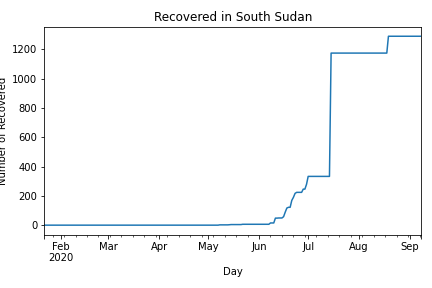 Recovered in South Sudan
Number of Recovered
1200
1000
800
600
400
200
0
Feb Mar Apr May Jun Jul Aug Sep
2020
Day